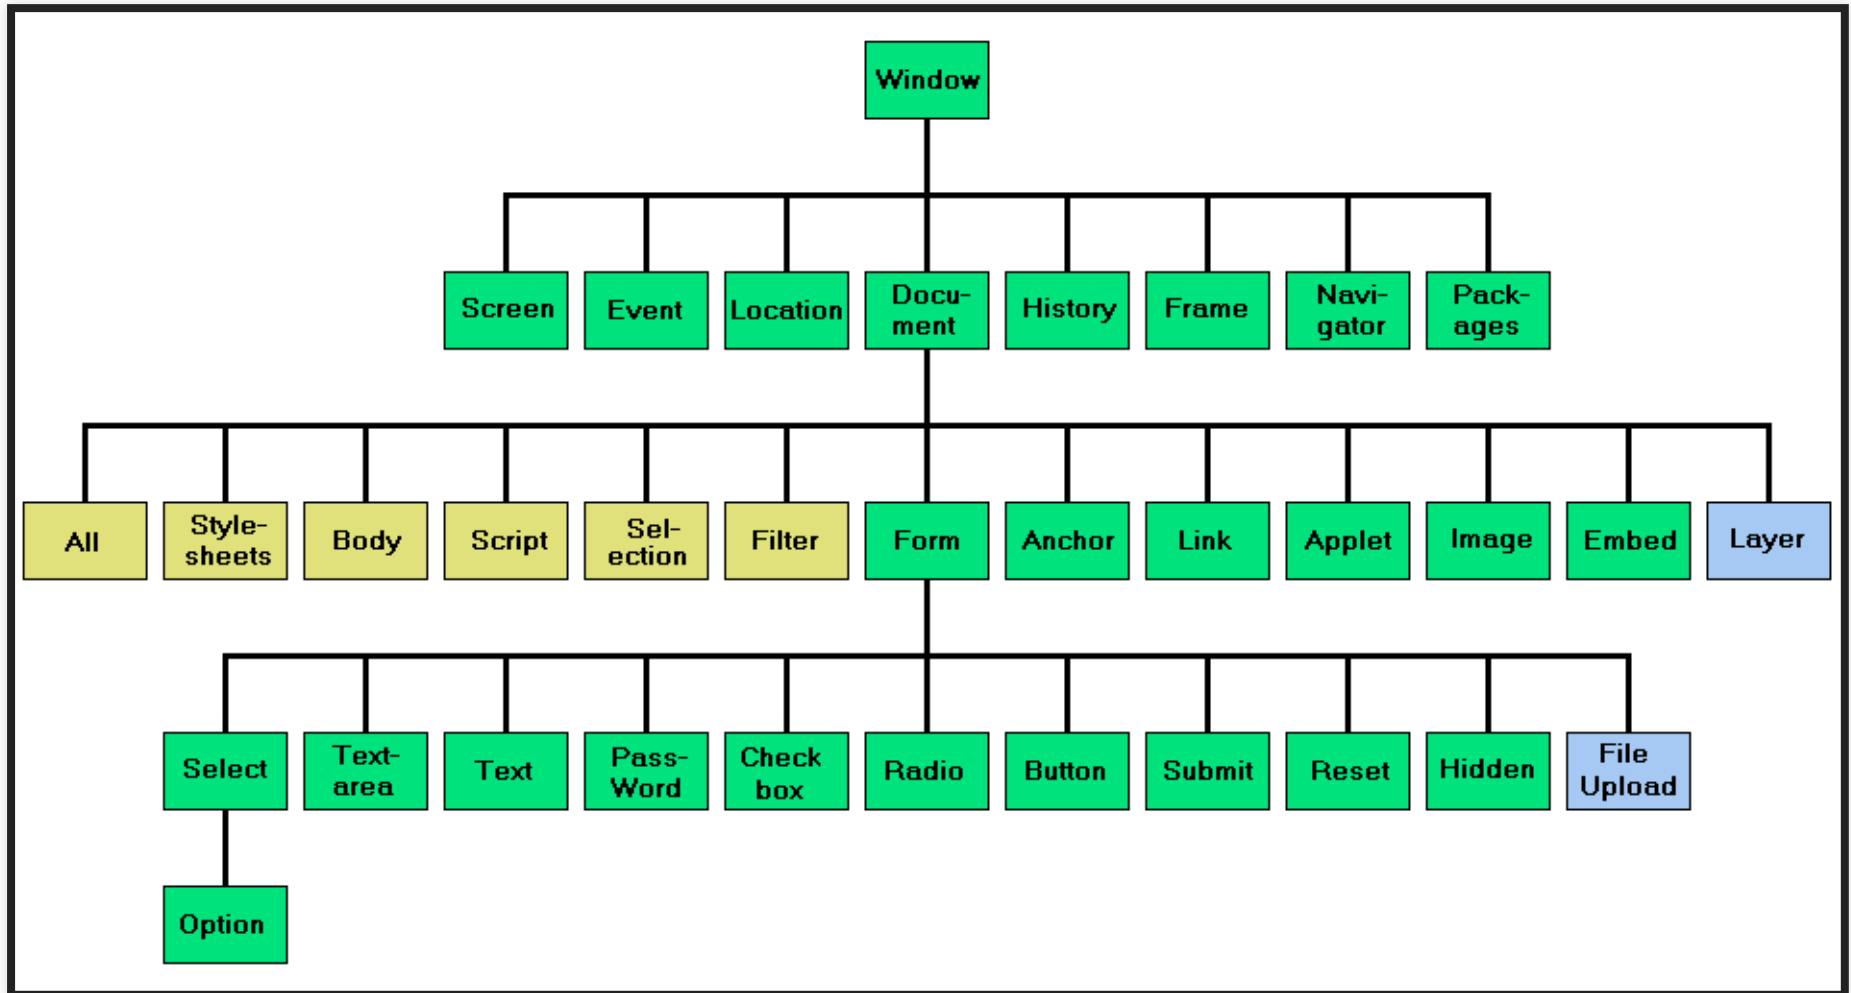 Window
Screen
Event
Location
Docu-
ment
History
Frame
Navi-
gator
Pack-
ages
All
Style-
sheets
Body
Script
Sel-
ection
Filter
Form
Anchor
Link
Applet
Image
Embed
Layer
Select
Text-
area
Text
Pass-
Word
Check
box
Radio
Button
Submit
Reset
Hidden
File
Upload
Option